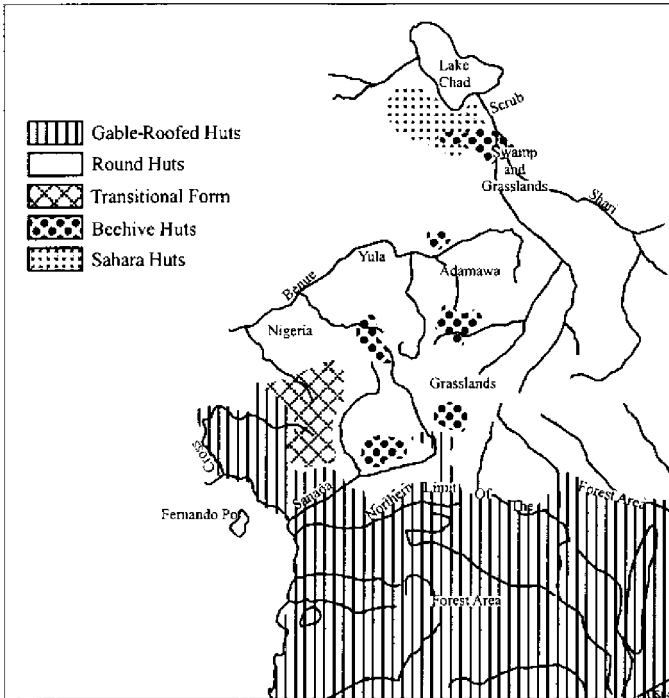 Lake
Chad
Scrub
Swamp
and
Grasslands
Shari
Gable-Roofed Huts
Round Huts
Transitional Form
Beehive Huts
Sahara Huts
Benue
Yula
Adamawa
Nigeria
Grasslands
Cross
Sanaga
Northern Limit Of The Forest Area
Fernando Po
Forest Area